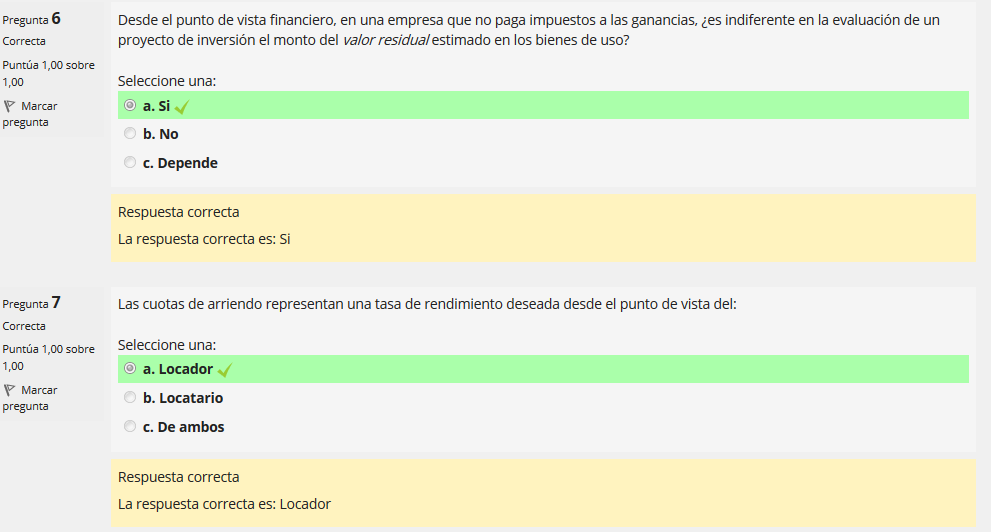 Pregunta 6
Correcta
Puntúa 1,00 sobre
1,00
Marcar
pregunta
Desde el punto de vista financiero, en una empresa que no paga impuestos a las ganancias, ¿es indiferente en la evaluación de un
proyecto de inversión el monto del valor residual estimado en los bienes de uso?
Seleccione una:
a. Si
b. No
c. Depende
Respuesta correcta
La respuesta correcta es: Si
Pregunta 7
Correcta
Puntúa 1,00 sobre
1,00
Marcar
pregunta
Las cuotas de arriendo representan una tasa de rendimiento deseada desde el punto de vista del:
Seleccione una:
a. Locador
b. Locatario
c. De ambos
Respuesta correcta
La respuesta correcta es: Locador